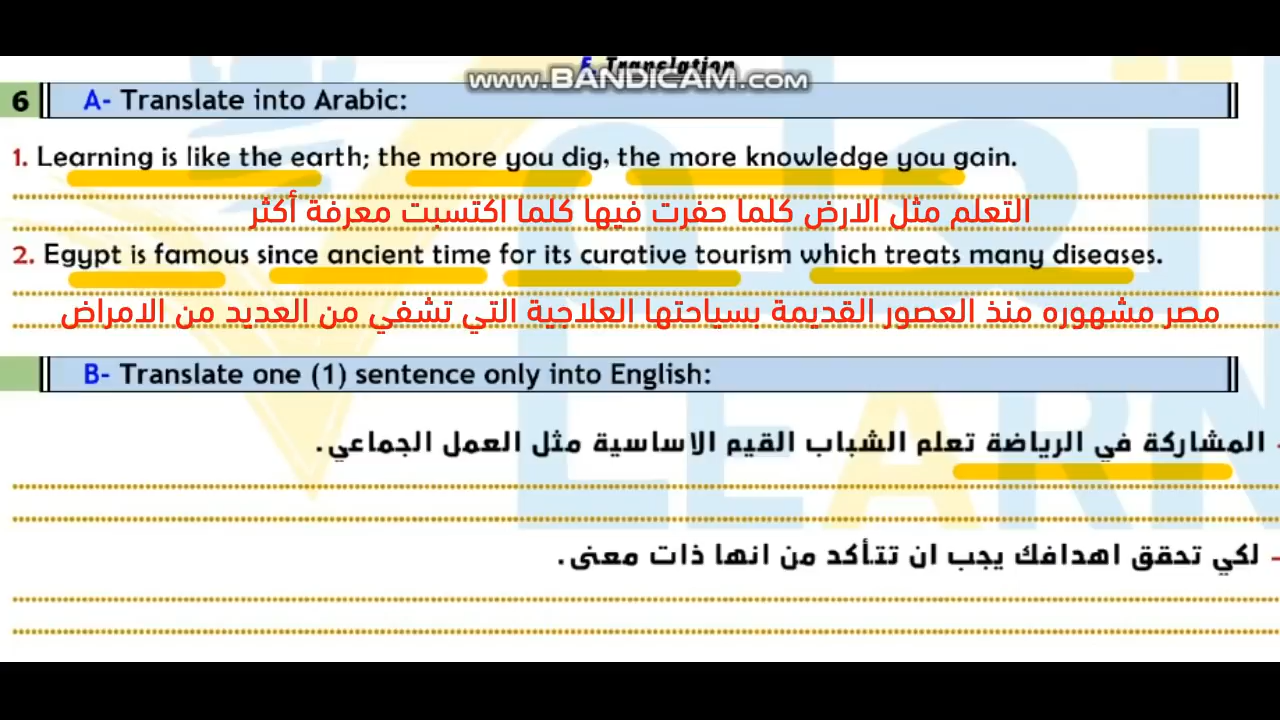 E Translation
www.BANDICAM.com
6 A- Translate into Arabic:
1. Learning is like the earth; the more you dig, the more knowledge you gain.
التعلم مثل الارض كلما حفرت فيها كلما اكتسبت معرفة أكثر
2. Egypt is famous since ancient time for its curative tourism which treats many diseases.
مصر مشهوره منذ العصور القديمة بسياحتها العلاجية التي تشفي من العديد من الامراض
B- Translate one (1) sentence only into English:
- المشاركة في الرياضة تعلم الشباب القيم الاساسية مثل العمل الجماعي.
- لكي تحقق اهدافك يجب ان تتأكد من انها ذات معنى.
LEARN